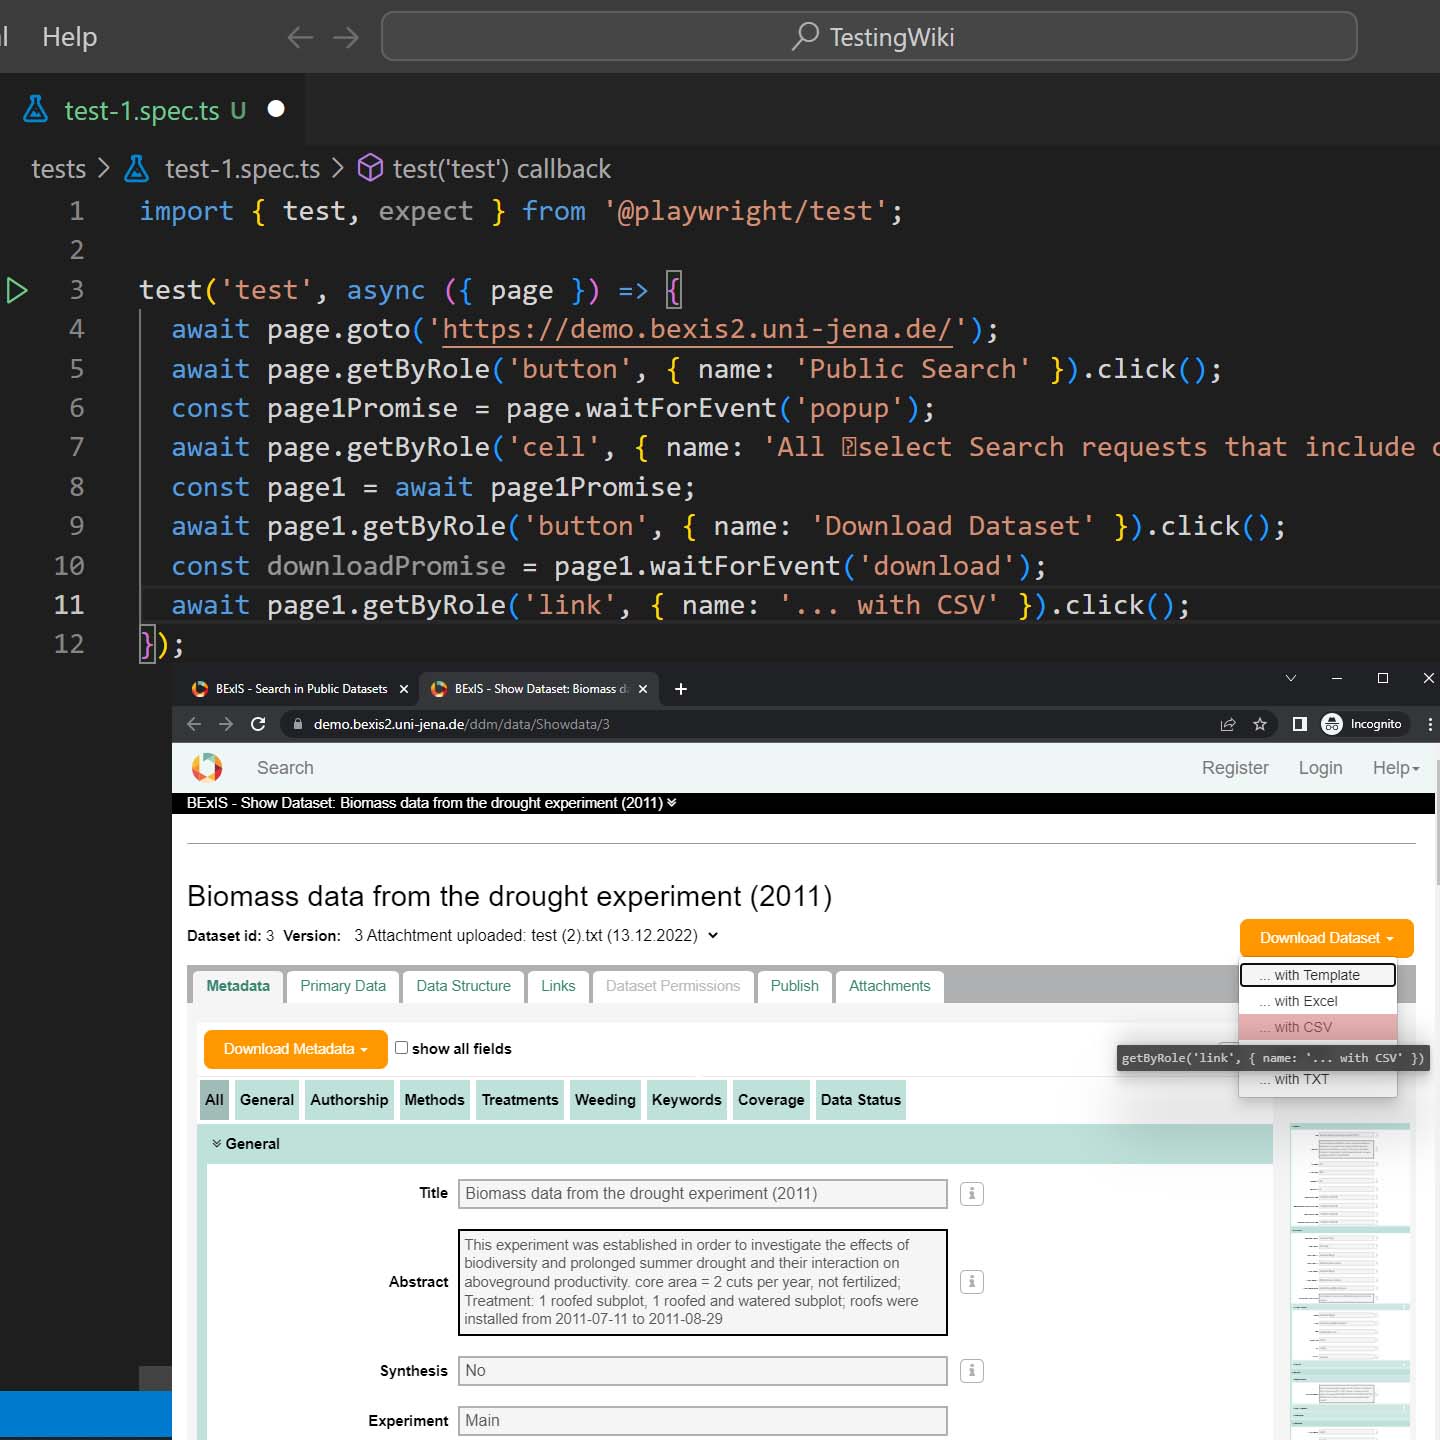 Help
TestingWiki
test-1.spec.ts U
tests > test-1.spec.ts > test('test') callback
1 import { test, expect } from '@playwright/test';
2
3 test('test', async ({ page }) => {
4 await page.goto('https://demo.bexis2.uni-jena.de/');
5 await page.getByRole('button', { name: 'Public Search' }).click();
6 const page1Promise = page.waitForEvent('popup');
7 await page.getByRole('cell', { name: 'All select Search requests that include
8 const page1 = await page1Promise;
9 await page1.getByRole('button', { name: 'Download Dataset' }).click();
10 const downloadPromise = page1.waitForEvent('download');
11 await page1.getByRole('link', { name: '... with CSV' }).click();
12 });
BExIS - Search in Public Datasets
BExIS - Show Dataset: Biomass
demo.bexis2.uni-jena.de/ddm/data/Showdata/3
Incognito
Search Register Login Help
BExIS - Show Dataset: Biomass data from the drought experiment (2011)
Biomass data from the drought experiment (2011)
Dataset id: 3 Version: 3 Attachtment uploaded: test (2).txt (13.12.2022)
Download Dataset
... with Template
... with Excel
... with CSV
getByRole('link', { name: '... with CSV' })
... with TXT
Metadata Primary Data Data Structure Links Dataset Permissions Publish Attachments
Download Metadata show all fields
All General Authorship Methods Treatments Weeding Keywords Coverage Data Status
General
Title Biomass data from the drought experiment (2011)
Abstract
This experiment was established in order to investigate the effects of
biodiversity and prolonged summer drought and their interaction on
aboveground productivity. core area = 2 cuts per year, not fertilized;
Treatment: 1 roofed subplot, 1 roofed and watered subplot; roofs were
installed from 2011-07-11 to 2011-08-29
Synthesis No
Experiment Main